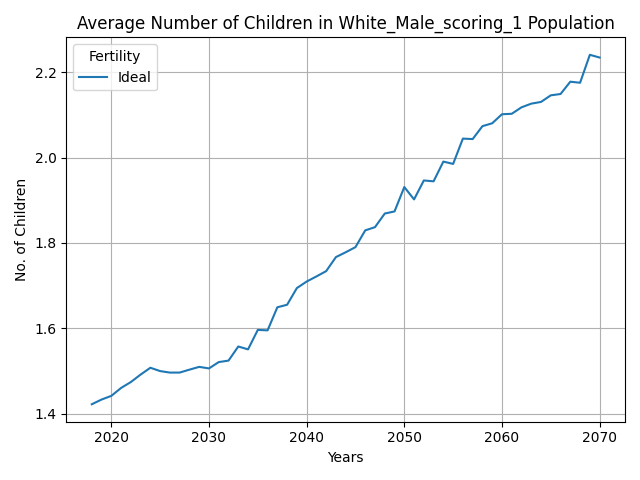 Average Number of Children in White_Male_scoring_1 Population
Fertility
Ideal
No. of Children
2.2
2.0
1.8
1.6
1.4
2020 2030 2040 2050 2060 2070
Years